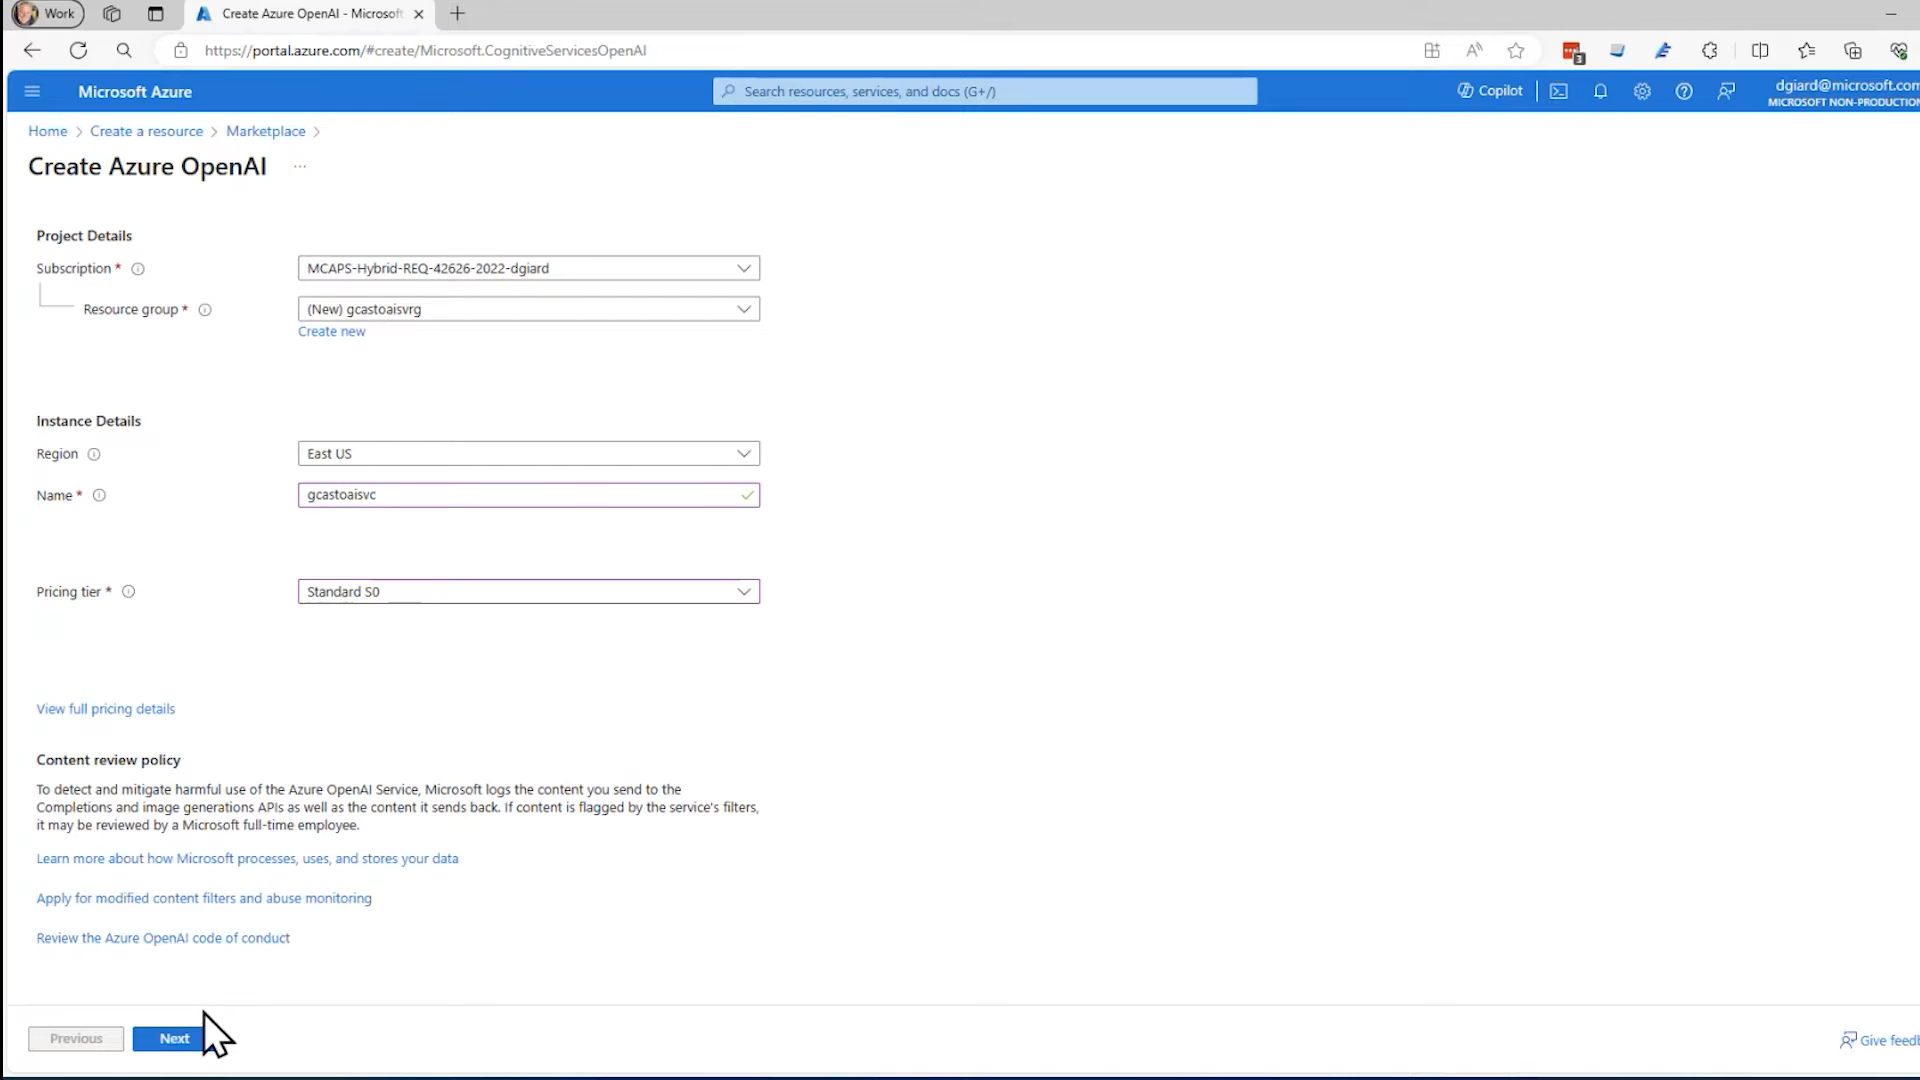 Work
Create Azure OpenAI - Microsoft
https://portal.azure.com/#create/Microsoft.CognitiveServicesOpenAI
3
Microsoft Azure
Search resources, services, and docs (G+/)
Copilot
dgiard@microsoft.com
MICROSOFT NON-PRODUCTION
Home > Create a resource > Marketplace >
Create Azure OpenAI ...
Project Details
Subscription *
MCAPS-Hybrid-REQ-42626-2022-dgiard
Resource group *
(New) gcastoaisvrg
Create new
Instance Details
Region
East US
Name *
gcastoaisvc
Pricing tier *
Standard S0
View full pricing details
Content review policy
To detect and mitigate harmful use of the Azure OpenAI Service, Microsoft logs the content you send to the
Completions and image generations APIs as well as the content it sends back. If content is flagged by the service's filters,
it may be reviewed by a Microsoft full-time employee.
Learn more about how Microsoft processes, uses, and stores your data
Apply for modified content filters and abuse monitoring
Review the Azure OpenAI code of conduct
Previous
Next
Give feedb